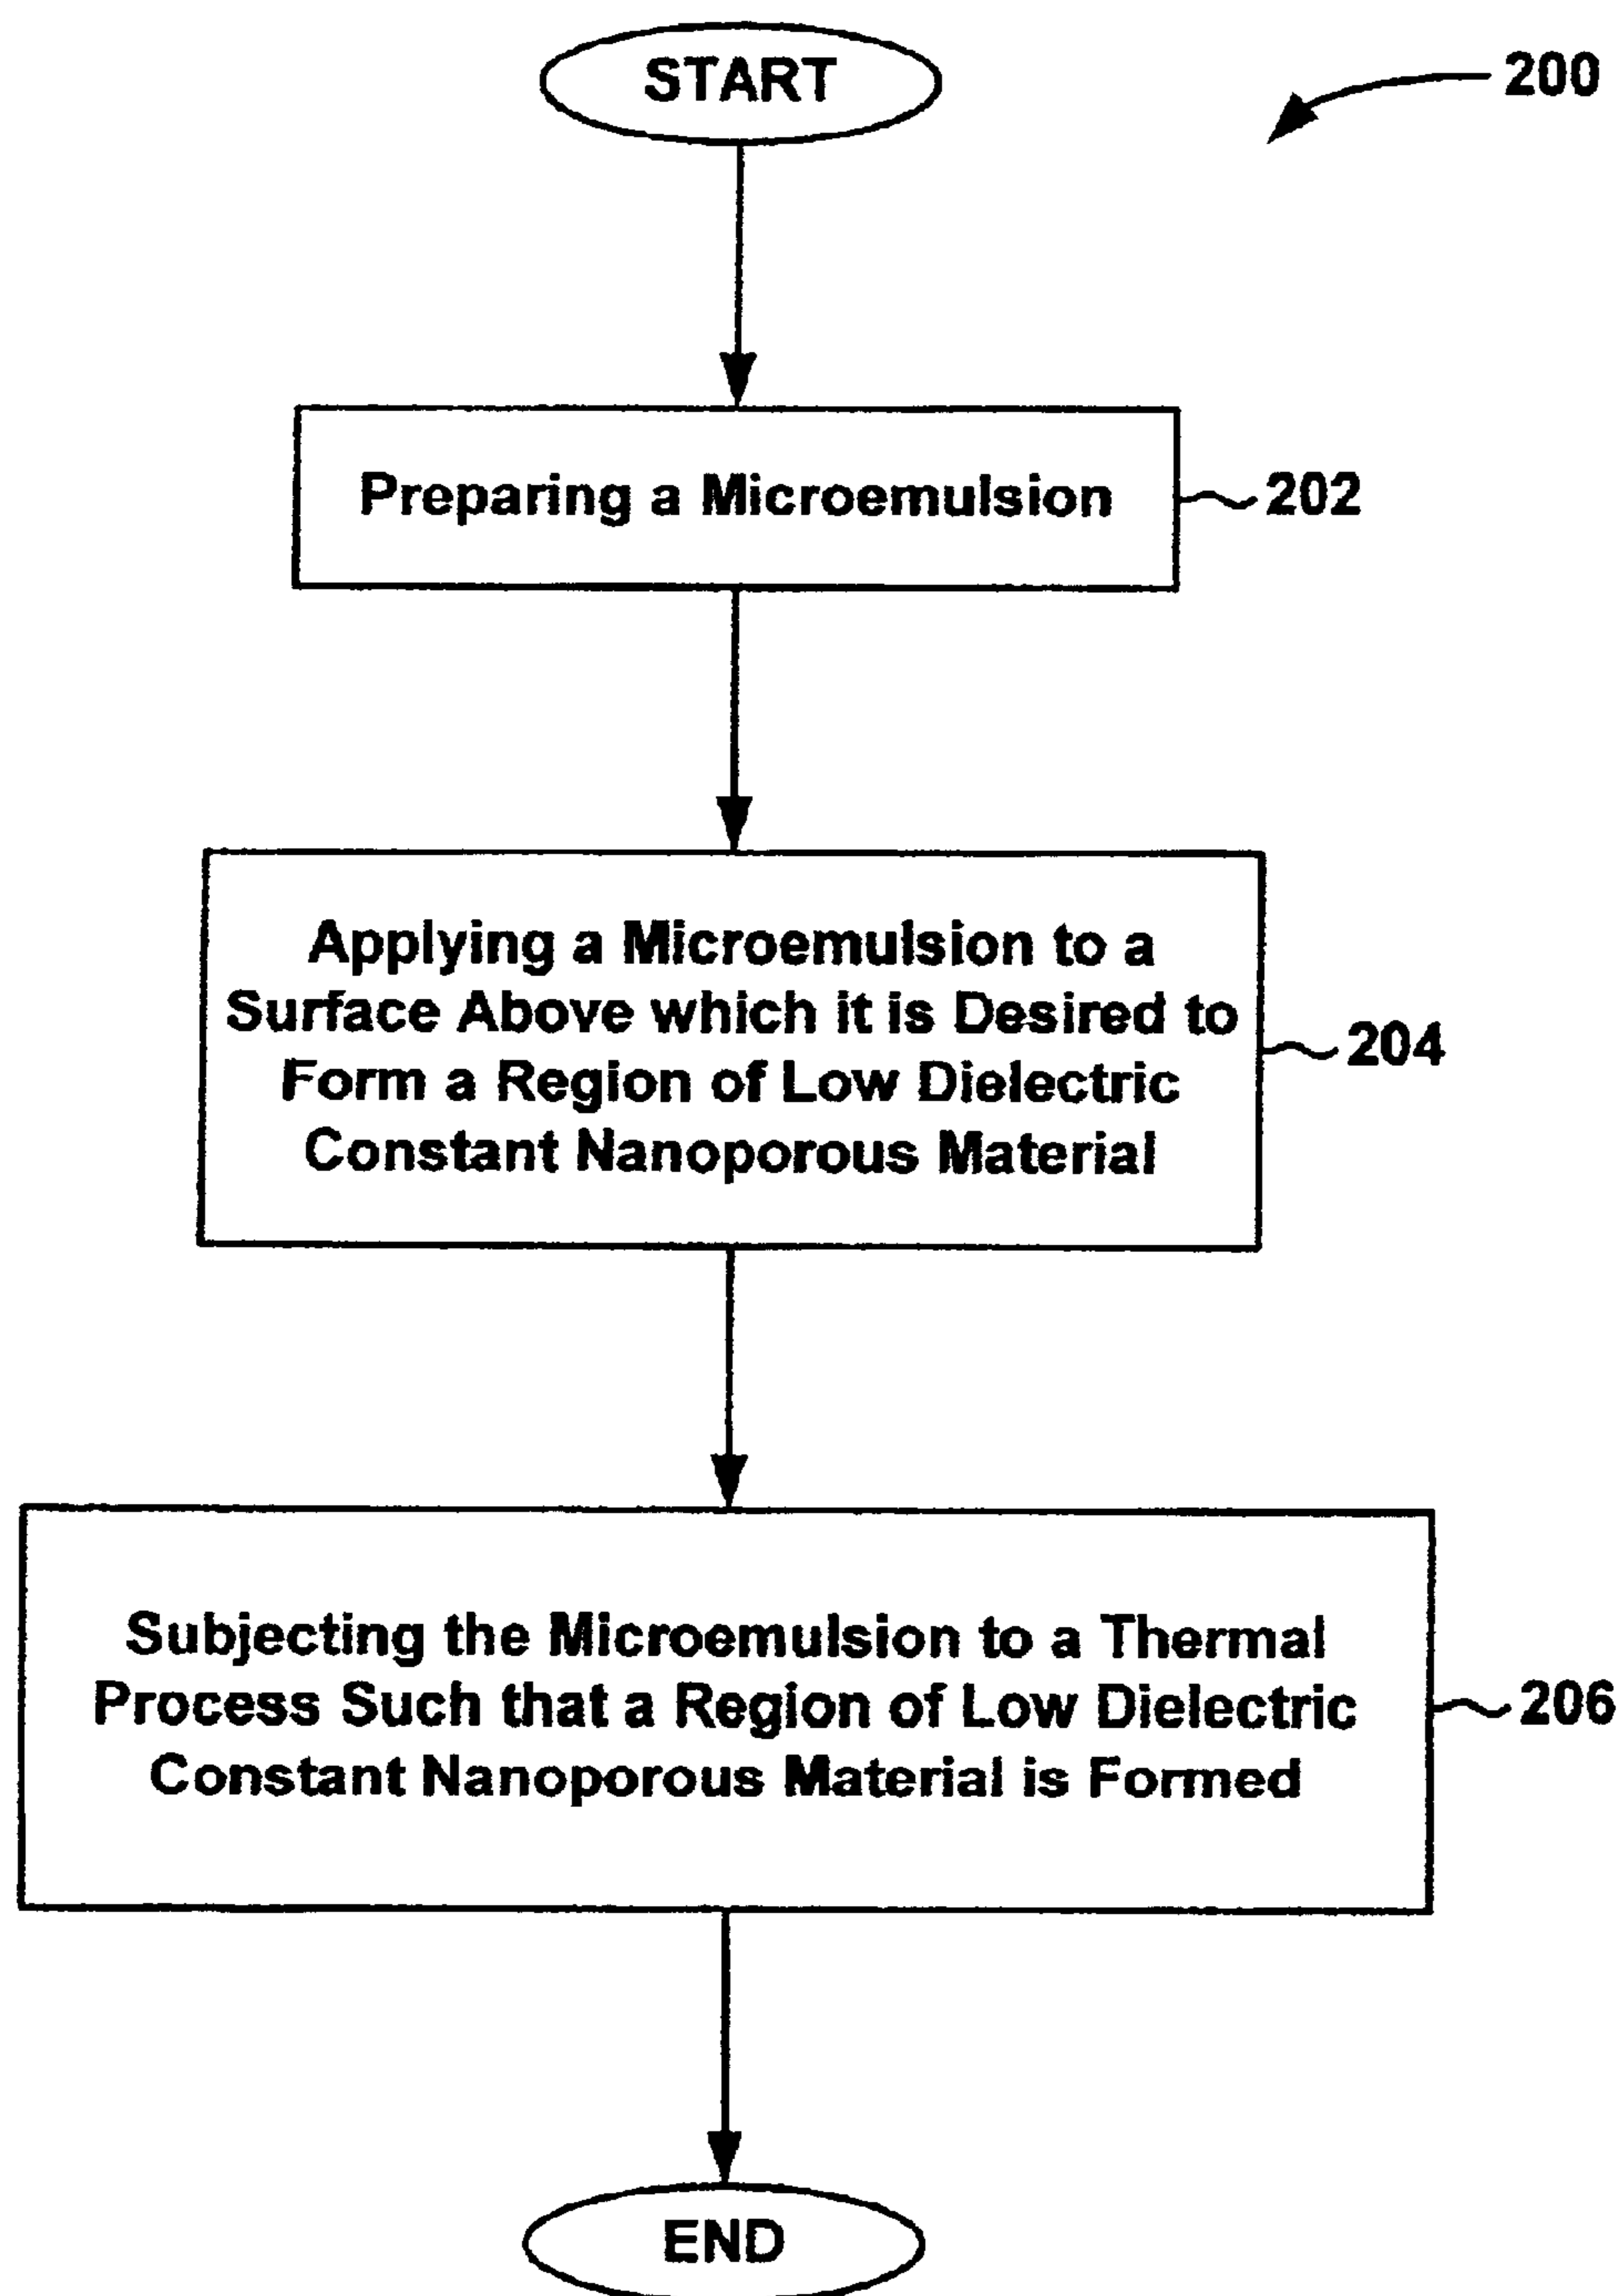 START
200
Preparing a Microemulsion
202
Applying a Microemulsion to a
Surface Above which it is Desired to
Form a Region of Low Dielectric
Constant Nanoporous Material
204
Subjecting the Microemulsion to a Thermal
Process Such that a Region of Low Dielectric
Constant Nanoporous Material is Formed
206
END